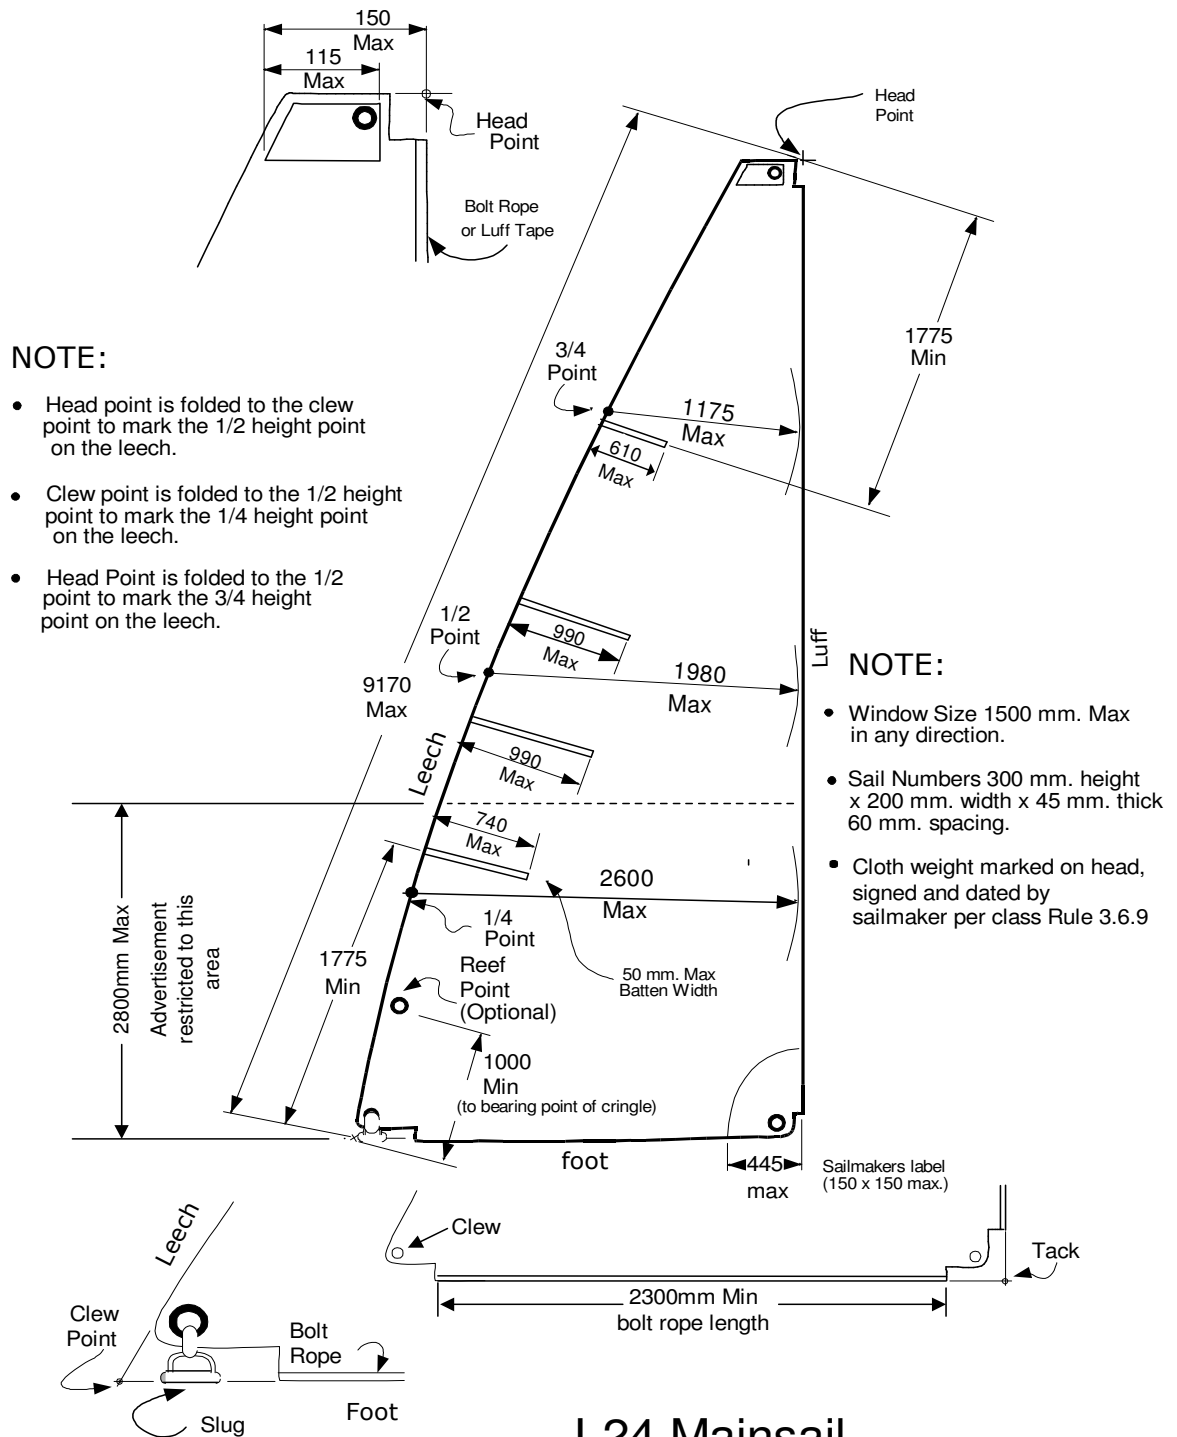 150
Max
115
Max
Head
Point
Bolt Rope
or Luff Tape
Head
Point
NOTE:
• Head point is folded to the clew
point to mark the 1/2 height point
on the leech.
• Clew point is folded to the 1/2 height
point to mark the 1/4 height point
on the leech.
• Head Point is folded to the 1/2
point to mark the 3/4 height
point on the leech.
3/4
Point
1175
Max
610
Max
1775
Min
1/2
Point
990
Max
1980
Max
Luff
9170
Max
Leech
990
Max
740
Max
2600
Max
1/4
Point
50 mm. Max
Batten Width
NOTE:
• Window Size 1500 mm. Max
in any direction.
• Sail Numbers 300 mm. height
x 200 mm. width x 45 mm. thick
60 mm. spacing.
• Cloth weight marked on head,
signed and dated by
sailmaker per class Rule 3.6.9
2800mm Max
Advertisement
restricted to this
area
1775
Min
Reef
Point
(Optional)
1000
Min
(to bearing point of cringle)
foot
445
max
Sailmakers label
(150 x 150 max.)
Leech
Clew
Point
Bolt
Rope
Slug
Foot
Clew
Tack
2300mm Min
bolt rope length
Mainsail